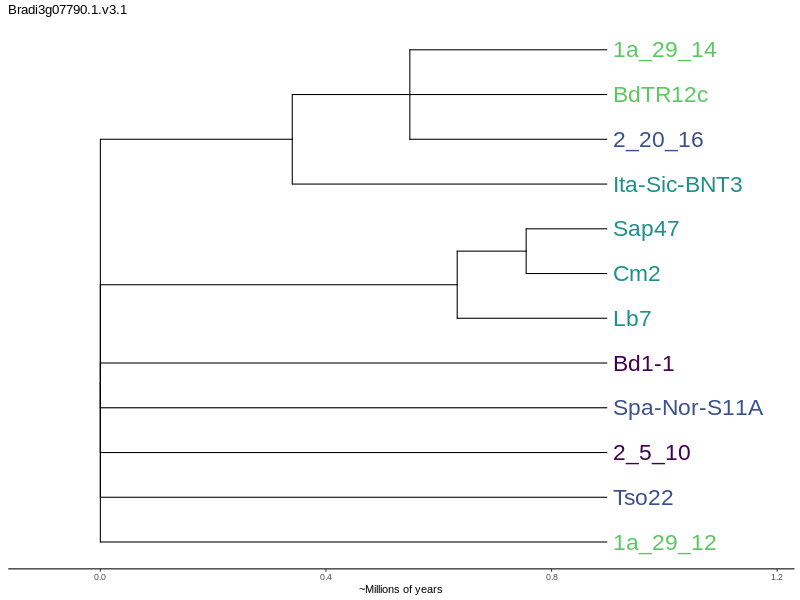 Bradi3g07790.1.v3.1
1a_29_14
BdTR12c
2_20_16
Ita-Sic-BNT3
Sap47
Cm2
Lb7
Bd1-1
Spa-Nor-S11A
2_5_10
Tso22
1a_29_12
0.0 0.4 0.8 1.2
~Millions of years